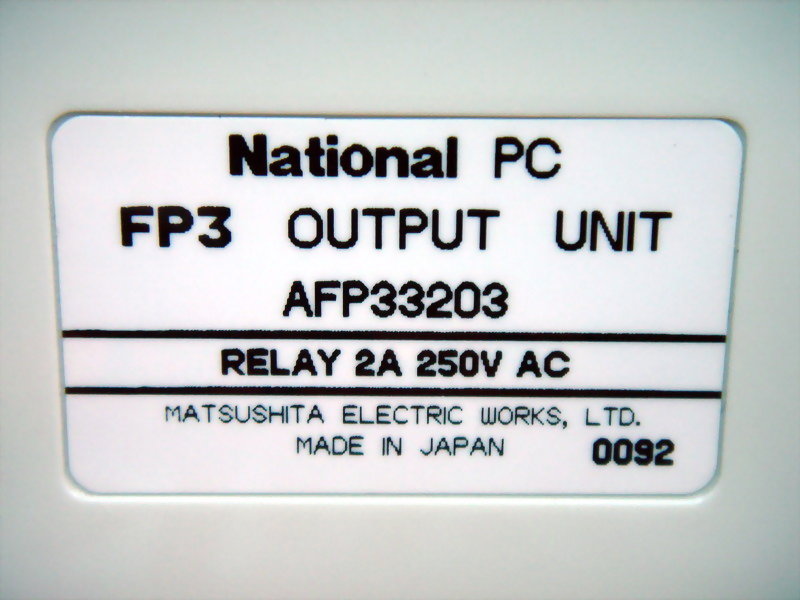 National PC
FP3 OUTPUT UNIT
AFP33203
RELAY 2A 250V AC
MATSUSHITA ELECTRIC WORKS, LTD.
MADE IN JAPAN 0092